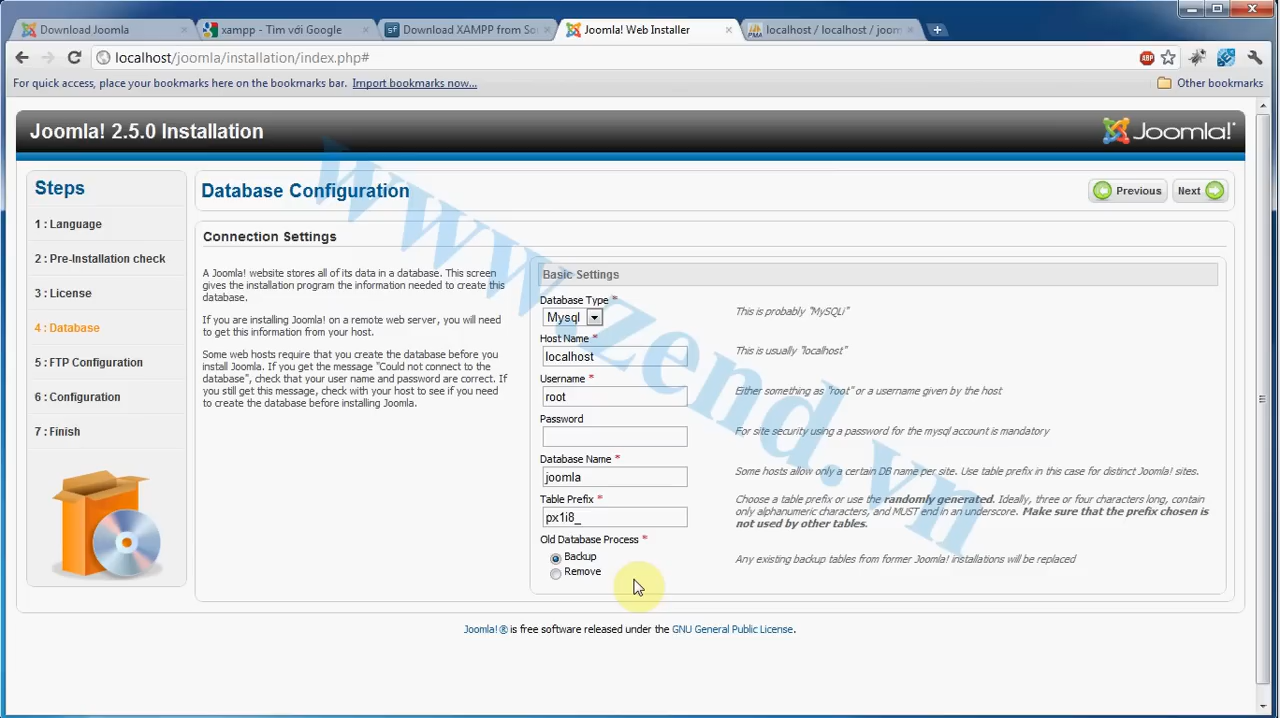 Download Joomla
xampp - Tìm với Google
Download XAMPP from So
Joomla! Web Installer
localhost / localhost / joom
localhost/joomla/installation/index.php#
ABP
For quick access, place your bookmarks here on the bookmarks bar. Import bookmarks now...
Other bookmarks
Joomla! 2.5.0 Installation
Joomla!
Steps
1 : Language
2 : Pre-Installation check
3 : License
4 : Database
5 : FTP Configuration
6 : Configuration
7 : Finish
Database Configuration
Previous
Next
Connection Settings
A Joomla! website stores all of its data in a database. This screen
gives the installation program the information needed to create this
database.
If you are installing Joomla! on a remote web server, you will need
to get this information from your host.
Some web hosts require that you create the database before you
install Joomla. If you get the message "Could not connect to the
database", check that your user name and password are correct. If
you still get this message, check with your host to see if you need
to create the database before installing Joomla.
Basic Settings
Database Type *
Mysql
This is probably "MySQL"
Host Name *
localhost
This is usually "localhost"
Username *
root
Either something as "root" or a username given by the host
Password
For site security using a password for the mysql account is mandatory
Database Name *
joomla
Some hosts allow only a certain DB name per site. Use table prefix in this case for distinct Joomla! sites.
Table Prefix *
px1i8_
Choose a table prefix or use the randomly generated. Ideally, three or four characters long, contain
only alphanumeric characters, and MUST end in an underscore. Make sure that the prefix chosen is
not used by other tables.
Old Database Process *
Backup
Remove
Any existing backup tables from former Joomla! installations will be replaced
Joomla! ® is free software released under the GNU General Public License.
www.zend.vn